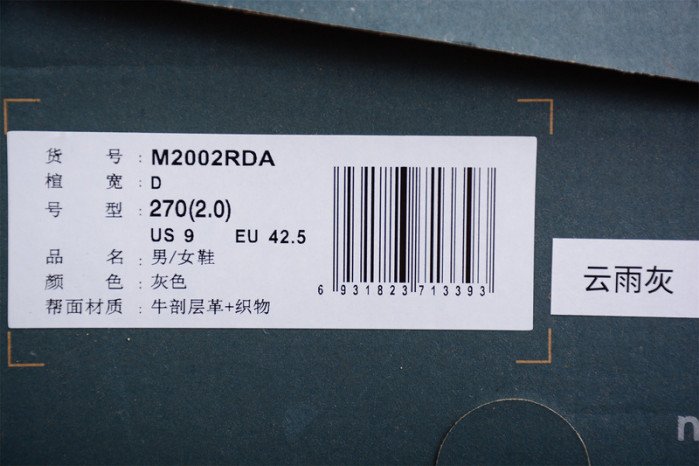 货 号 : M2002RDA
楦 宽 : D
号 型 : 270(2.0)
US 9 EU 42.5
品 名 : 男/女鞋
颜 色 : 灰色
帮面材质 : 牛剖层革+织物
6 931823 713393
云雨灰
n